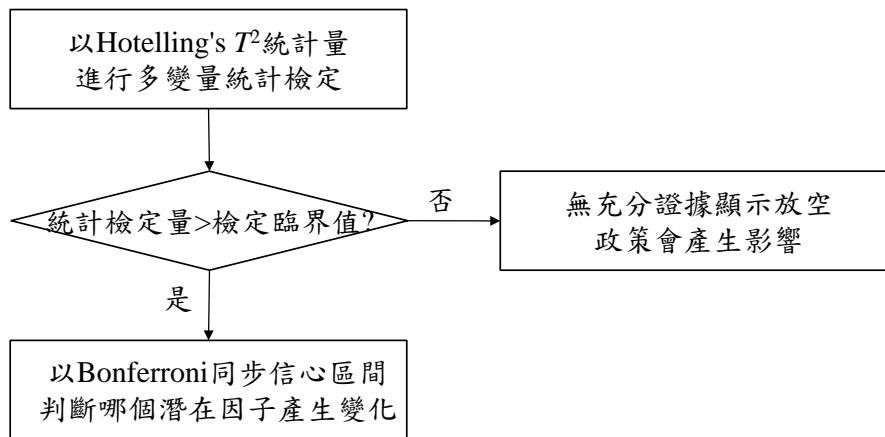 以Hotelling's T²統計量
進行多變量統計檢定
統計檢定量>檢定臨界值?
否
無充分證據顯示放空
政策會產生影響
是
以Bonferroni同步信心區間
判斷哪個潛在因子產生變化